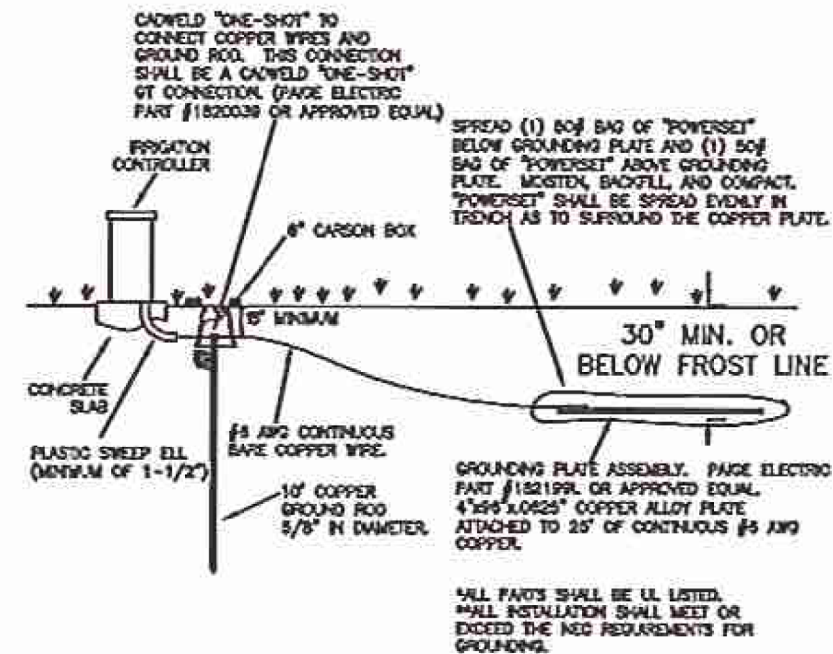 CADWELD "ONE-SHOT" TO
CONNECT COPPER WIRES AND
GROUND ROD. THIS CONNECTION
SHALL BE A CADWELD "ONE-SHOT"
GT CONNECTION. (PAIGE ELECTRIC
PART #1820039 OR APPROVED EQUAL)
IRRIGATION
CONTROLLER
SPREAD (1) 50# BAG OF "POWERSET"
BELOW GROUNDING PLATE AND (1) 50#
BAG OF "POWERSET" ABOVE GROUNDING
PLATE. MOISTEN, BACKFILL, AND COMPACT.
"POWERSET" SHALL BE SPREAD EVENLY IN
TRENCH AS TO SURROUND THE COPPER PLATE.
6" CARSON BOX
MINIMUM
30" MIN. OR
BELOW FROST LINE
CONCRETE
SLAB
PLASTIC SWEEP ELL
(MINIMUM OF 1-1/2")
#6 AWG CONTINUOUS
BARE COPPER WIRE.
10' COPPER
GROUND ROD
5/8" IN DIAMETER.
GROUNDING PLATE ASSEMBLY. PAIGE ELECTRIC
PART #182199L OR APPROVED EQUAL.
4"x96"x.0625" COPPER ALLOY PLATE
ATTACHED TO 25' OF CONTINUOUS #6 AWG
COPPER.
*ALL PARTS SHALL BE UL LISTED.
**ALL INSTALLATION SHALL MEET OR
EXCEED THE NEC REQUIREMENTS FOR
GROUNDING.